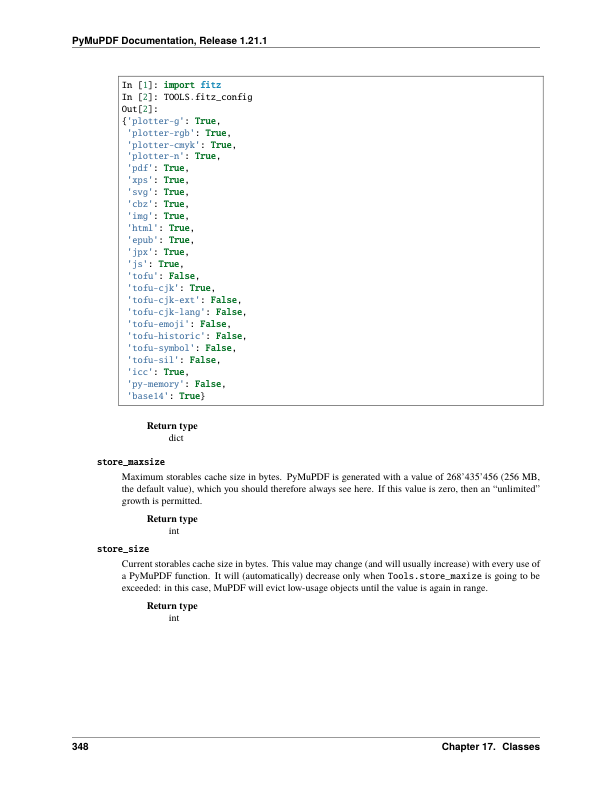 PyMuPDF Documentation, Release 1.21.1
In [1]: import fitz
In [2]: TOOLS.fitz_config
Out[2]:
{'plotter-g': True,
'plotter-rgb': True,
'plotter-cmyk': True,
'plotter-n': True,
'pdf': True,
'xps': True,
'svg': True,
'cbz': True,
'img': True,
'html': True,
'epub': True,
'jpx': True,
'js': True,
'tofu': False,
'tofu-cjk': True,
'tofu-cjk-ext': False,
'tofu-cjk-lang': False,
'tofu-emoji': False,
'tofu-historic': False,
'tofu-symbol': False,
'tofu-sil': False,
'icc': True,
'py-memory': False,
'base14': True}
Return type
dict
store_maxsize
Maximum storables cache size in bytes. PyMuPDF is generated with a value of 268'435'456 (256 MB,
the default value), which you should therefore always see here. If this value is zero, then an “unlimited”
growth is permitted.
Return type
int
store_size
Current storables cache size in bytes. This value may change (and will usually increase) with every use of
a PyMuPDF function. It will (automatically) decrease only when Tools.store_maxize is going to be
exceeded: in this case, MuPDF will evict low-usage objects until the value is again in range.
Return type
int
348
Chapter 17. Classes